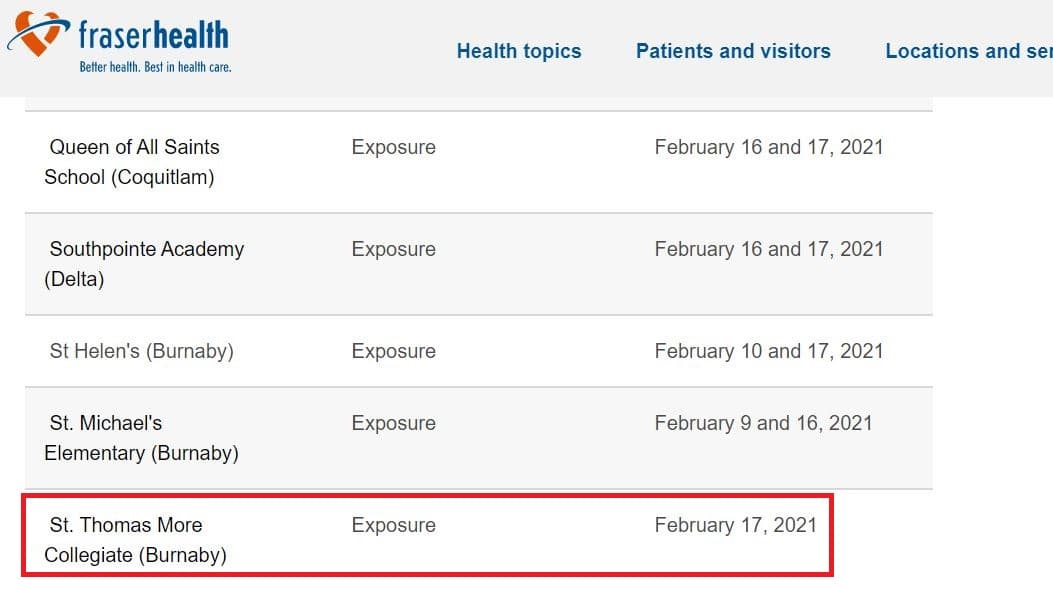 fraserhealth
Better health. Best in health care.
Health topics
Patients and visitors
Locations and ser
Queen of All Saints
School (Coquitlam)
Exposure
February 16 and 17, 2021
Southpointe Academy
(Delta)
Exposure
February 16 and 17, 2021
St Helen's (Burnaby)
Exposure
February 10 and 17, 2021
St. Michael's
Elementary (Burnaby)
Exposure
February 9 and 16, 2021
St. Thomas More
Collegiate (Burnaby)
Exposure
February 17, 2021